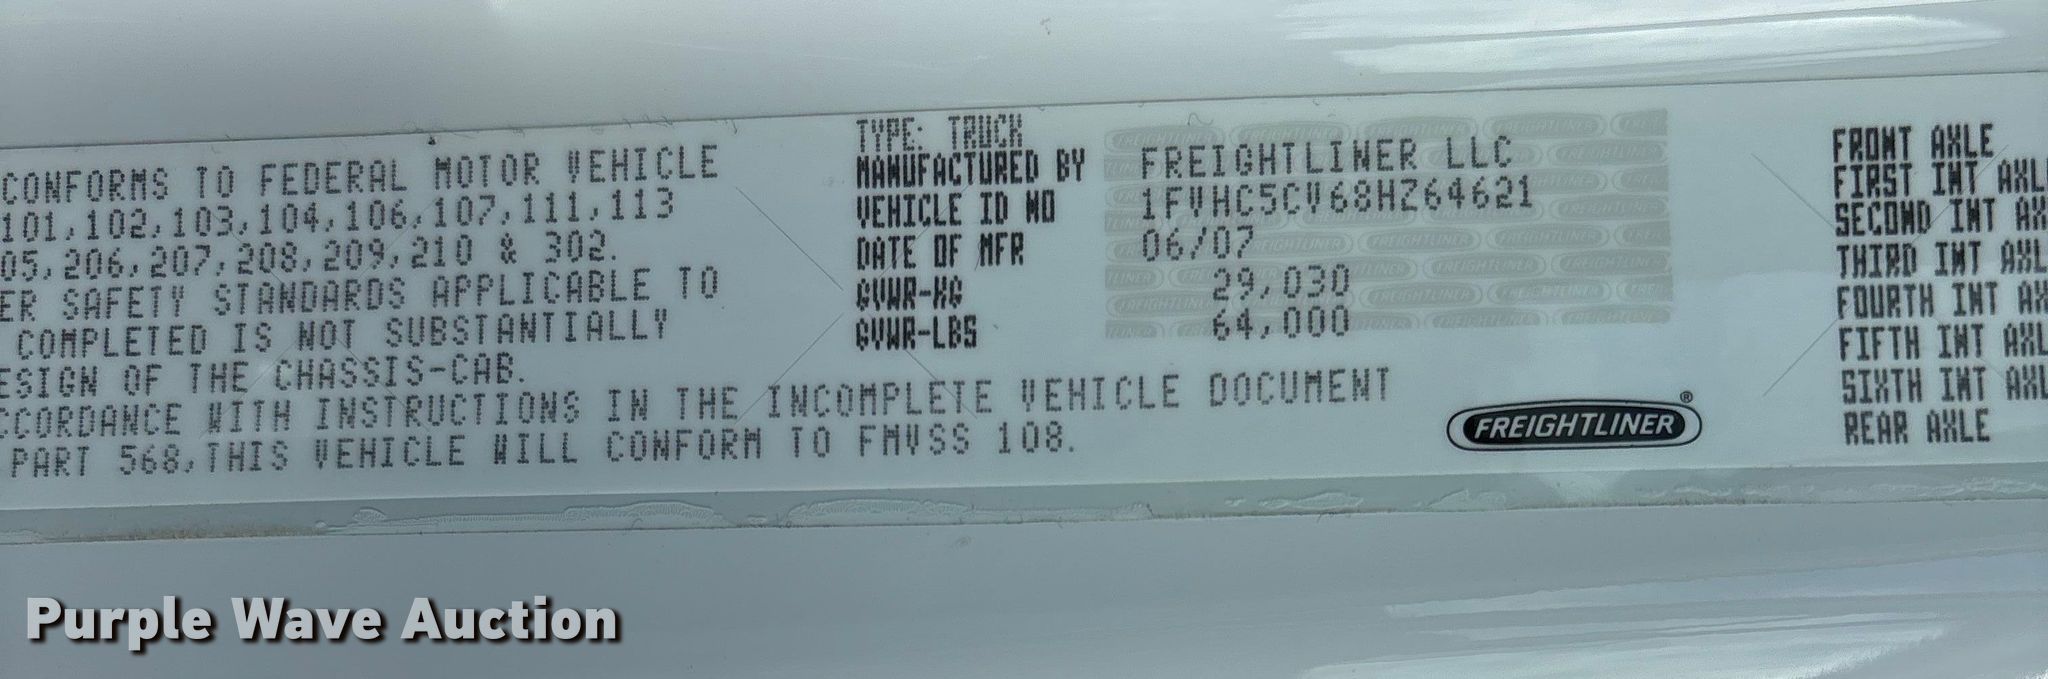 CONFORMS TO FEDERAL MOTOR VEHICLE
101,102,103,104,106,107,111,113
05,206,207,208,209,210 & 302.
ER SAFETY STANDARDS APPLICABLE TO
COMPLETED IS NOT SUBSTANTIALLY
ESIGN OF THE CHASSIS-CAB.
CCORDANCE WITH INSTRUCTIONS IN THE INCOMPLETE VEHICLE DOCUMENT
PART 568,THIS VEHICLE WILL CONFORM TO FMVSS 108.
TYPE: TRUCK
MANUFACTURED BY FREIGHTLINER LLC
VEHICLE ID NO 1FVHC5CV68HZ64621
DATE OF MFR 06/07
GVWR-KG 29,030
GVWR-LBS 64,000
FREIGHTLINER®
FRONT AXLE
FIRST INT AXL
SECOND INT AX
THIRD INT AXL
FOURTH INT AX
FIFTH INT AXL
SIXTH INT AXL
REAR AXLE
Purple Wave Auction